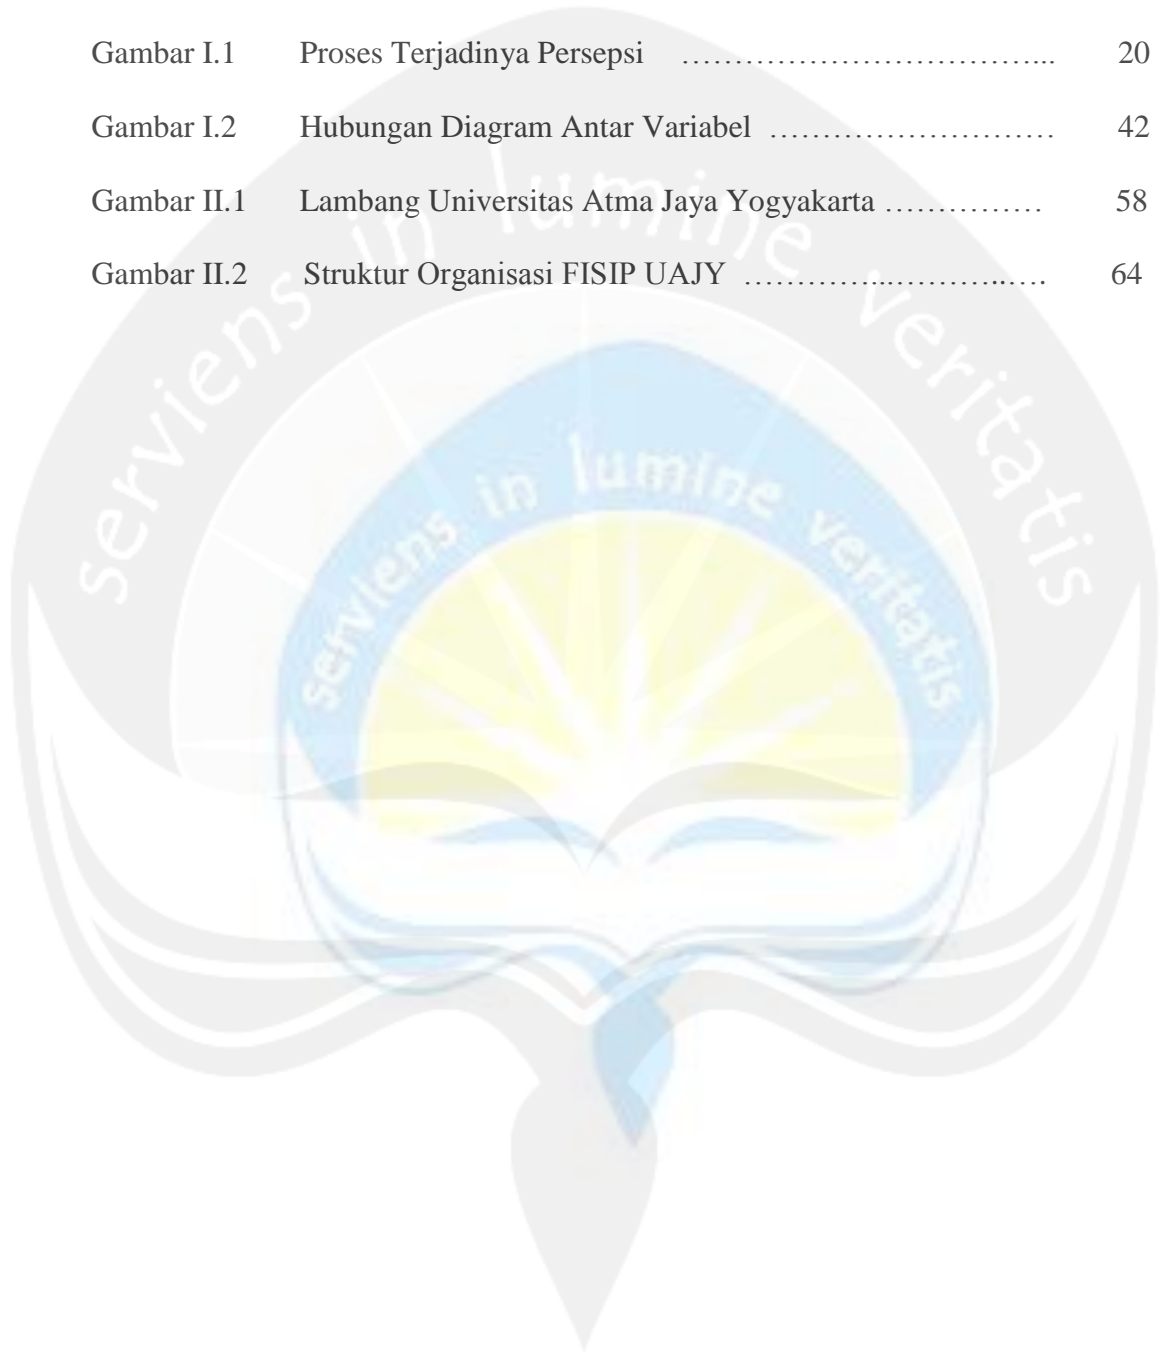 Gambar I.1 Proses Terjadinya Persepsi ……………………………... 20
Gambar I.2 Hubungan Diagram Antar Variabel ……………………… 42
Gambar II.1 Lambang Universitas Atma Jaya Yogyakarta …………… 58
Gambar II.2 Struktur Organisasi FISIP UAJY …………...………..…. 64
serviens in lumine veritatis
serviens in lumine veritatis